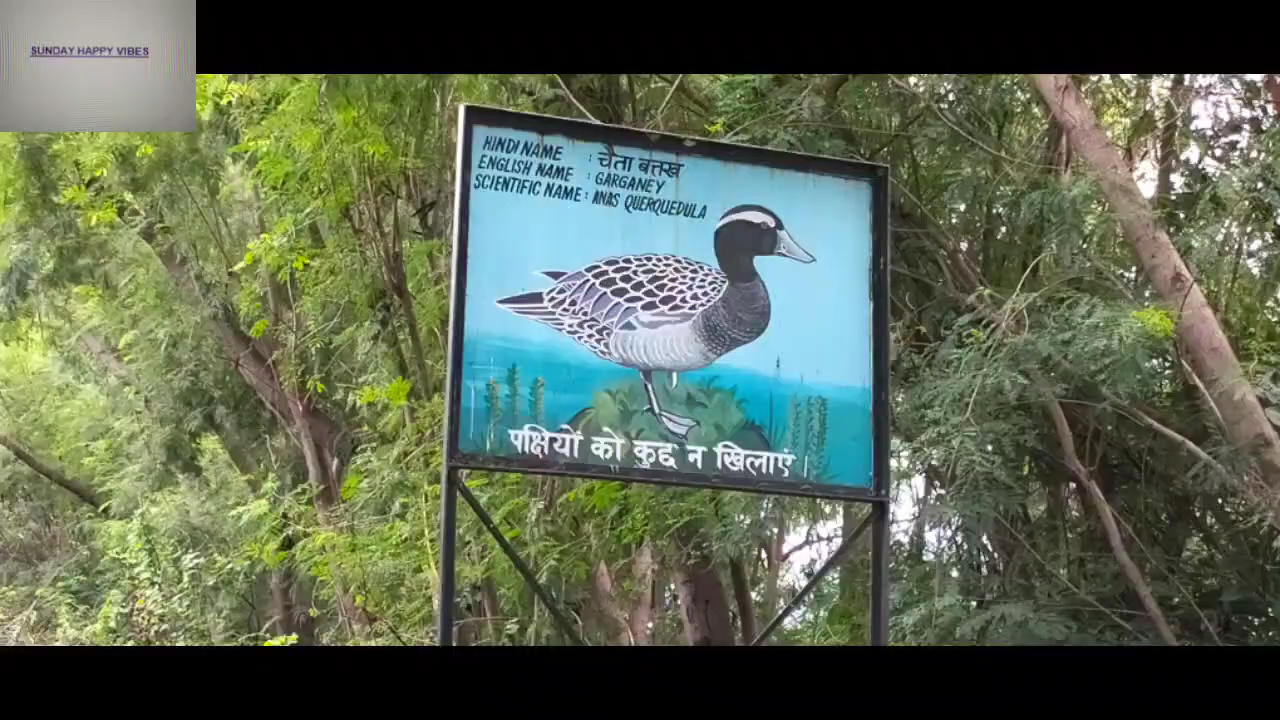 SUNDAY HAPPY VIBES
HINDI NAME : चेता बत्तख
ENGLISH NAME : GARGANEY
SCIENTIFIC NAME : ANAS QUERQUEDULA
पक्षियों को कुछ न खिलाएं।